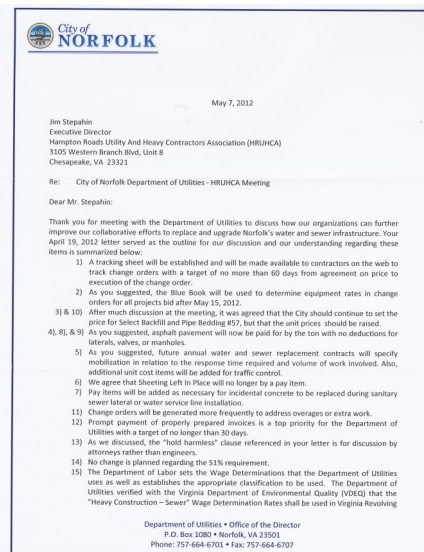 City of
NORFOLK
May 7, 2012
Jim Stepahin
Executive Director
Hampton Roads Utility And Heavy Contractors Association (HRUHCA)
3105 Western Branch Blvd, Unit 8
Chesapeake, VA 23321
Re: City of Norfolk Department of Utilities - HRUHCA Meeting
Dear Mr. Stepahin:
Thank you for meeting with the Department of Utilities to discuss how our organizations can further
improve our collaborative efforts to replace and upgrade Norfolk's water and sewer infrastructure. Your
April 19, 2012 letter served as the outline for our discussion and our understanding regarding these
items is summarized below:
1) A tracking sheet will be established and will be made available to contractors on the web to
track change orders with a target of no more than 60 days from agreement on price to
execution of the change order.
2) As you suggested, the Blue Book will be used to determine equipment rates in change
orders for all projects bid after May 15, 2012.
3) & 10) After much discussion at the meeting, it was agreed that the City should continue to set the
price for Select Backfill and Pipe Bedding #57, but that the unit prices should be raised.
4), 8), & 9) As you suggested, asphalt pavement will now be paid for by the ton with no deductions for
laterals, valves, or manholes.
5) As you suggested, future annual water and sewer replacement contracts will specify
mobilization in relation to the response time required and volume of work involved. Also,
additional unit cost items will be added for traffic control.
6) We agree that Sheeting Left In Place will no longer by a pay item.
7) Pay items will be added as necessary for incidental concrete to be replaced during sanitary
sewer lateral or water service line installation.
11) Change orders will be generated more frequently to address overages or extra work.
12) Prompt payment of properly prepared invoices is a top priority for the Department of
Utilities with a target of no longer than 30 days.
13) As we discussed, the "hold harmless" clause referenced in your letter is for discussion by
attorneys rather than engineers.
14) No change is planned regarding the 51% requirement.
15) The Department of Labor sets the Wage Determinations that the Department of Utilities
uses as well as establishes the appropriate classification to be used. The Department of
Utilities verified with the Virginia Department of Environmental Quality (VDEQ) that the
"Heavy Construction – Sewer" Wage Determination Rates shall be used in Virginia Revolving
Department of Utilities • Office of the Director
P.O. Box 1080 • Norfolk, VA 23501
Phone: 757-664-6701 • Fax: 757-664-6707